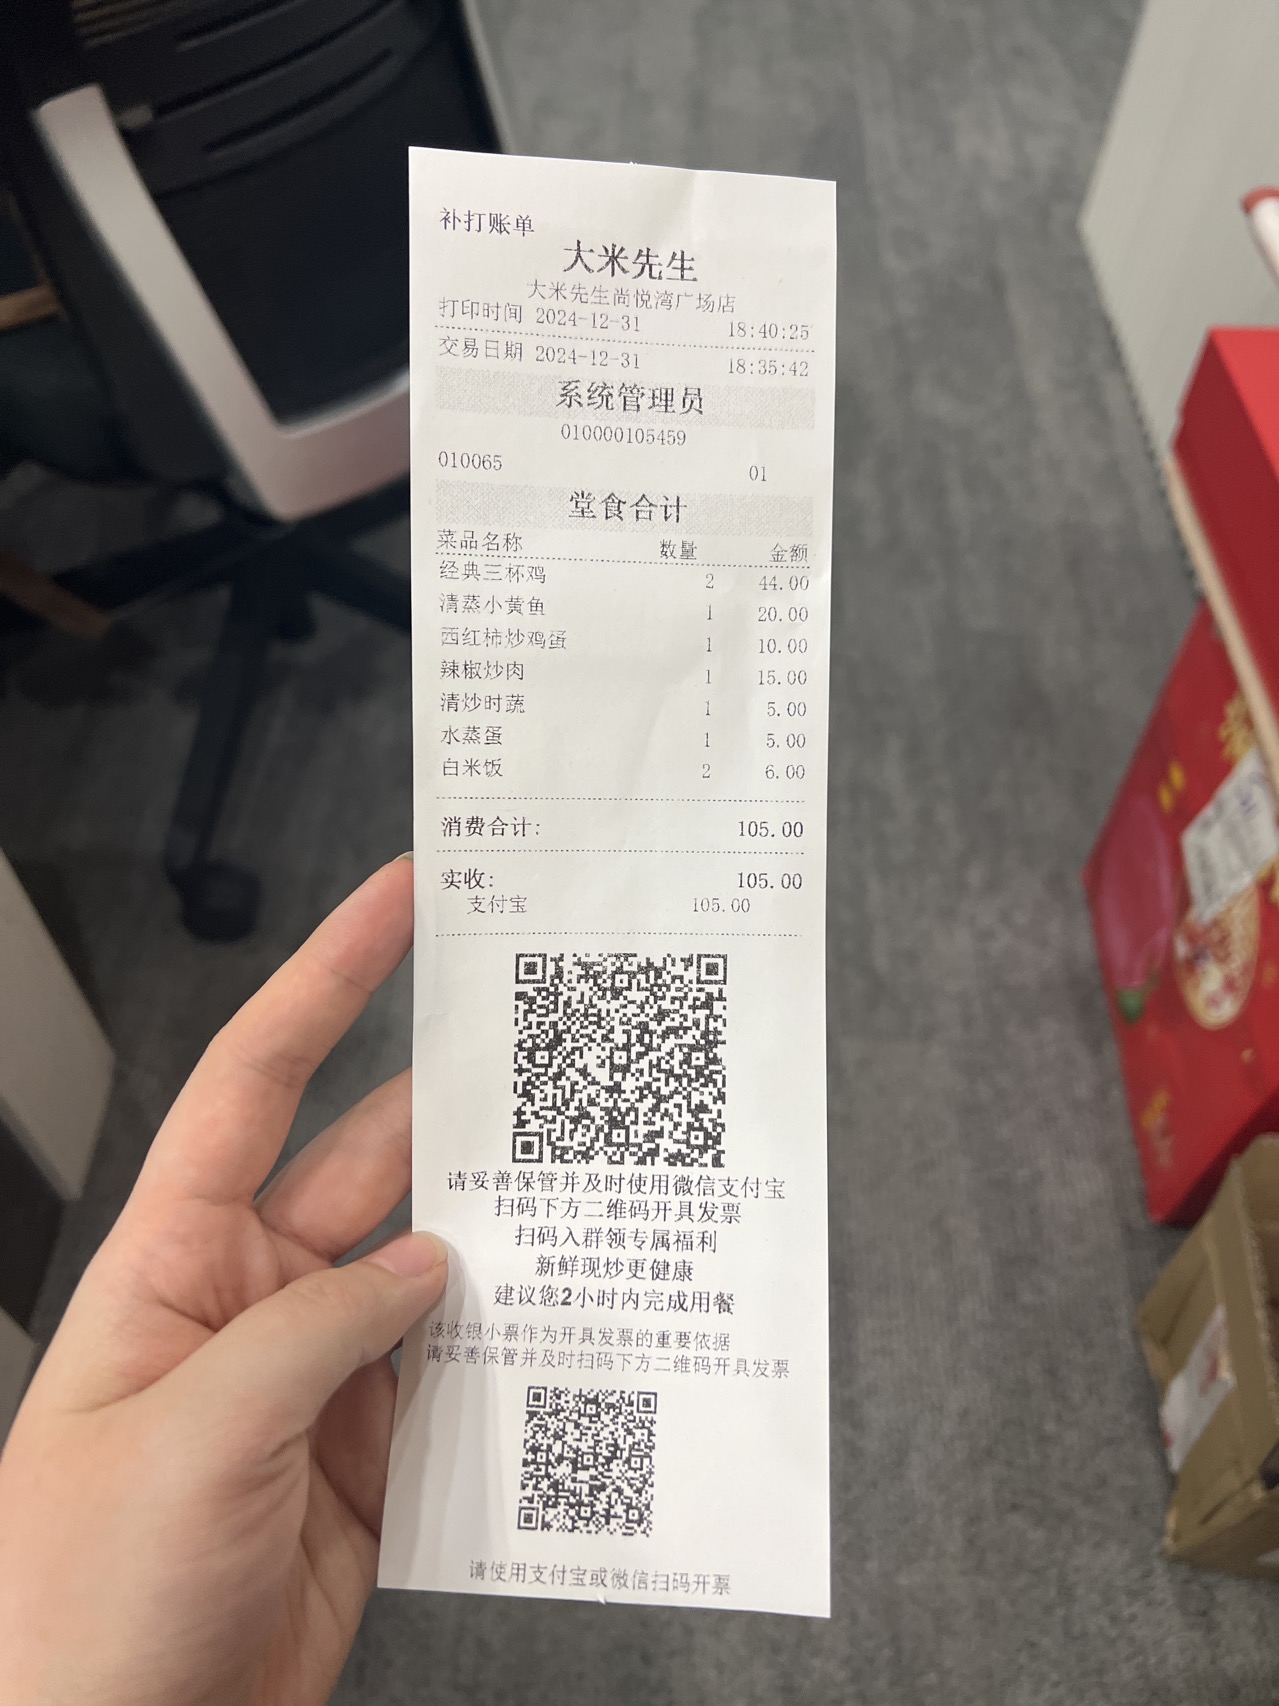 补打账单
大米先生
大米先生尚悦湾广场店
打印时间 2024-12-31 18:40:25
交易日期 2024-12-31 18:35:42
系统管理员
010000105459
010065 01
堂食合计
菜品名称 数量 金额
经典三杯鸡 2 44.00
清蒸小黄鱼 1 20.00
西红柿炒鸡蛋 1 10.00
辣椒炒肉 1 15.00
清炒时蔬 1 5.00
水蒸蛋 1 5.00
白米饭 2 6.00
消费合计: 105.00
实收: 105.00
支付宝 105.00
请妥善保管并及时使用微信支付宝
扫码下方二维码开具发票
扫码入群领专属福利
新鲜现炒更健康
建议您2小时内完成用餐
该收银小票作为开具发票的重要依据
请妥善保管并及时扫码下方二维码开具发票
请使用支付宝或微信扫码开票